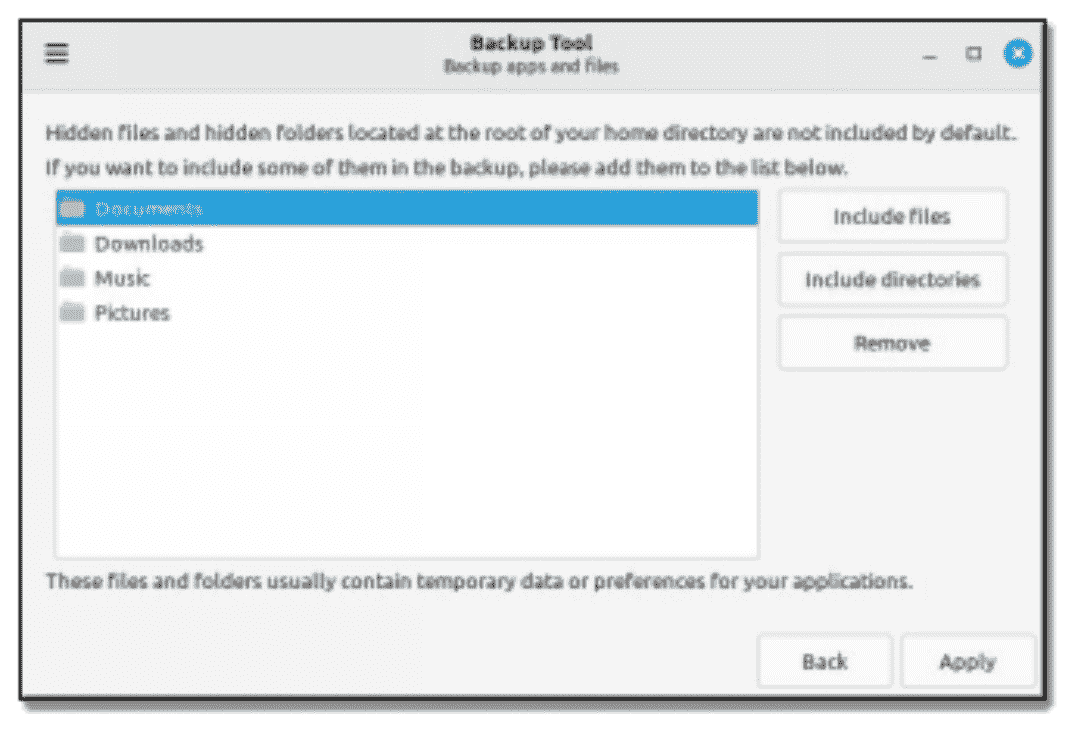 Backup Tool
Backup apps and files
Hidden files and hidden folders located at the root of your home directory are not included by default.
If you want to include some of them in the backup, please add them to the list below.
Documents
Downloads
Music
Pictures
Include files
Include directories
Remove
These files and folders usually contain temporary data or preferences for your applications.
Back
Apply